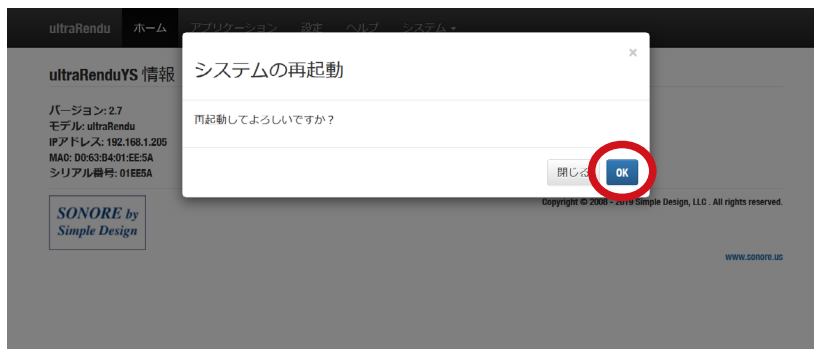 ultraRendu ホーム アプリケーション 設定 ヘルプ システム
ultraRenduYS 情報
×
システムの再起動
再起動してよろしいですか？
閉じる OK
バージョン: 2.7
モデル: ultraRendu
IPアドレス: 192.168.1.205
MAC: D0:63:B4:01:EE:5A
シリアル番号: 01EE5A
SONORE by
Simple Design
Copyright © 2008 - 2019 Simple Design, LLC . All rights reserved.
www.sonore.us